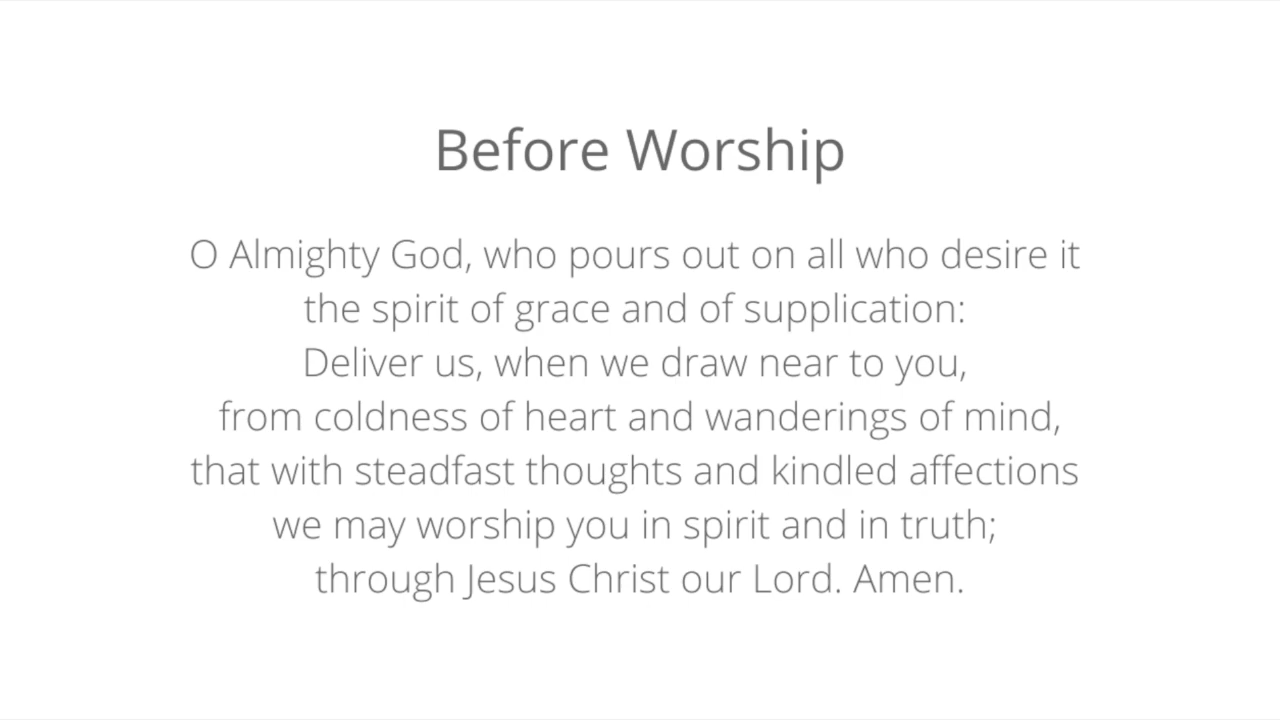 Before Worship
O Almighty God, who pours out on all who desire it
the spirit of grace and of supplication:
Deliver us, when we draw near to you,
from coldness of heart and wanderings of mind,
that with steadfast thoughts and kindled affections
we may worship you in spirit and in truth;
through Jesus Christ our Lord. Amen.